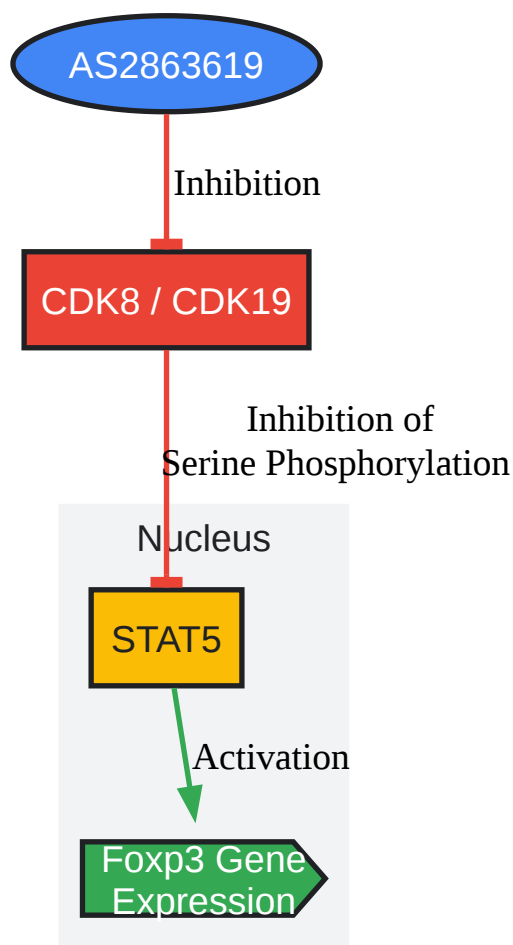 AS2863619
Inhibition
CDK8 / CDK19
Inhibition of
Serine Phosphorylation
Nucleus
STAT5
Activation
Foxp3 Gene
Expression